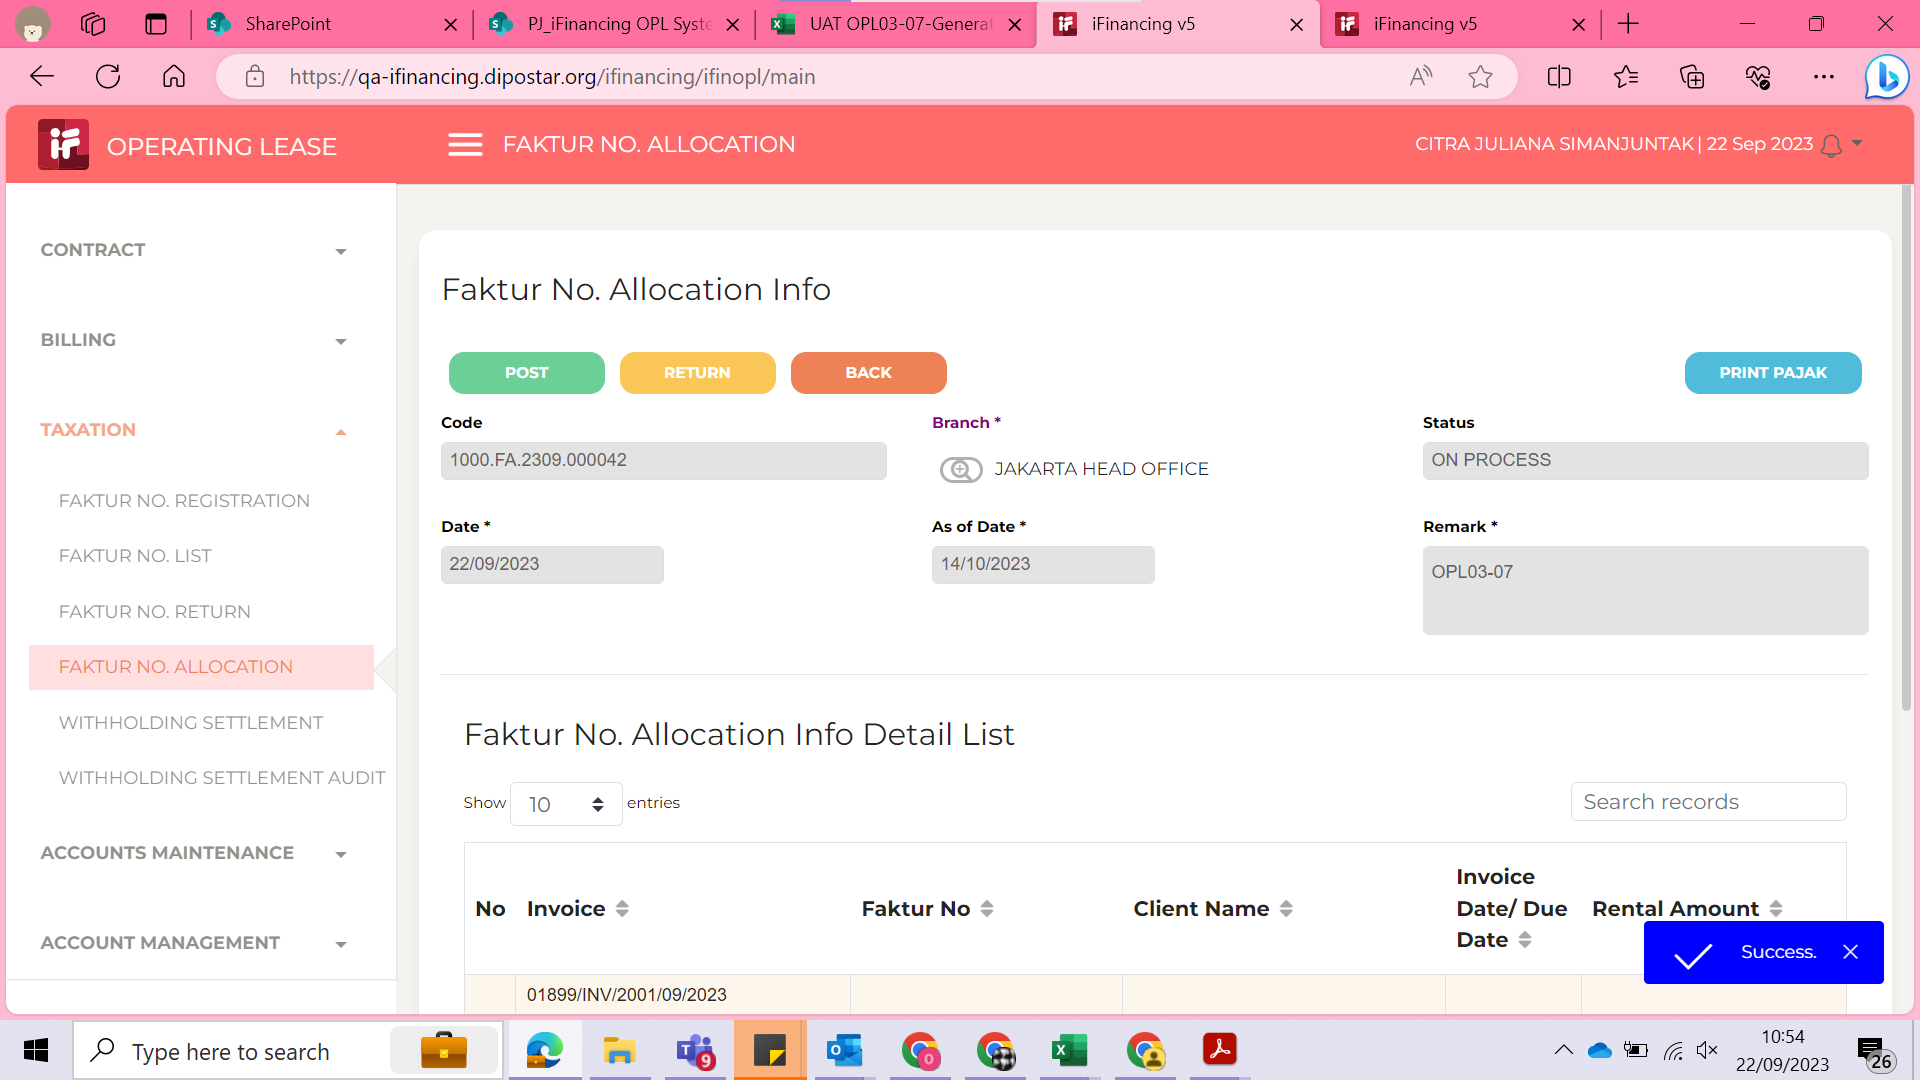 SharePoint
PJ_iFinancing OPL Syste
UAT OPL03-07-Generat
iFinancing v5
iFinancing v5
https://qa-ifinancing.dipostar.org/ifinancing/ifinopl/main
iF
OPERATING LEASE
FAKTUR NO. ALLOCATION
CITRA JULIANA SIMANJUNTAK | 22 Sep 2023
CONTRACT
BILLING
TAXATION
FAKTUR NO. REGISTRATION
FAKTUR NO. LIST
FAKTUR NO. RETURN
FAKTUR NO. ALLOCATION
WITHHOLDING SETTLEMENT
WITHHOLDING SETTLEMENT AUDIT
ACCOUNTS MAINTENANCE
ACCOUNT MANAGEMENT
Faktur No. Allocation Info
POST
RETURN
BACK
PRINT PAJAK
Code
Branch *
Status
1000.FA.2309.000042
JAKARTA HEAD OFFICE
ON PROCESS
Date *
As of Date *
Remark *
22/09/2023
14/10/2023
OPL03-07
Faktur No. Allocation Info Detail List
Show 10 entries
Search records
No
Invoice
Faktur No
Client Name
Invoice
Date/ Due
Date
Rental Amount
Success.
01899/INV/2001/09/2023
Type here to search
9
0
10:54
22/09/2023
26